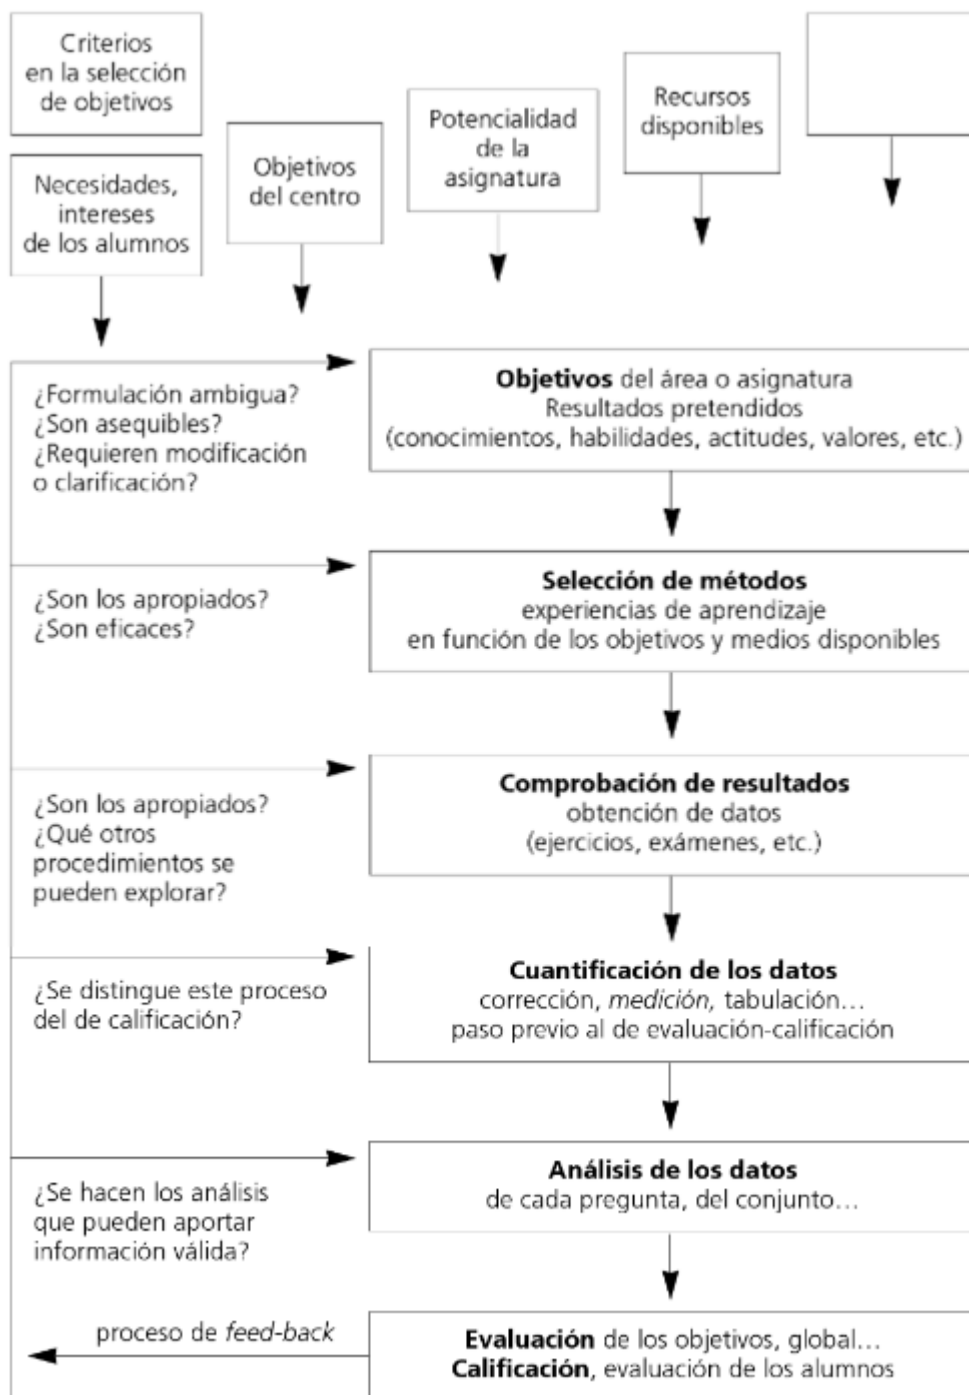 Criterios
en la selección
de objetivos
Necesidades,
intereses
de los alumnos
Objetivos
del centro
Potencialidad
de la
asignatura
Recursos
disponibles
¿Formulación ambigua?
¿Son asequibles?
¿Requieren modificación
o clarificación?
Objetivos del área o asignatura
Resultados pretendidos
(conocimientos, habilidades, actitudes, valores, etc.)
¿Son los apropiados?
¿Son eficaces?
Selección de métodos
experiencias de aprendizaje
en función de los objetivos y medios disponibles
¿Son los apropiados?
¿Qué otros
procedimientos se
pueden explorar?
Comprobación de resultados
obtención de datos
(ejercicios, exámenes, etc.)
¿Se distingue este proceso
del de calificación?
Cuantificación de los datos
corrección, medición, tabulación...
paso previo al de evaluación-calificación
¿Se hacen los análisis
que pueden aportar
información válida?
Análisis de los datos
de cada pregunta, del conjunto...
proceso de feed-back
Evaluación de los objetivos, global...
Calificación, evaluación de los alumnos